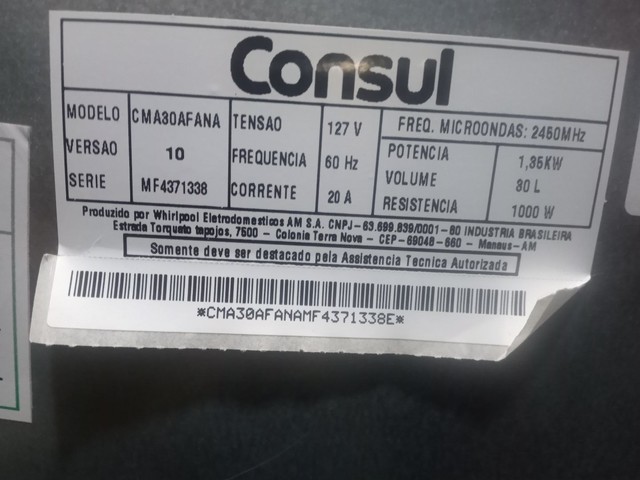 Consul
MODELO CMA30AFANA TENSAO 127 V FREQ. MICROONDAS: 2450MHz
VERSAO 10 FREQUENCIA 60 Hz POTENCIA 1,35KW
SERIE MF4371338 CORRENTE 20 A VOLUME 30 L
RESISTENCIA 1000 W
Produzido por Whirlpool Eletrodomesticos AM S.A. CNPJ-63.699.839/0001-80 INDUSTRIA BRASILEIRA
Estrada Torquato tapajos, 7500 - Colonia Terra Nova - CEP-69048-660 - Manaus-AM
Somente deve ser destacado pela Assistencia Tecnica Autorizada
*CMA30AFANAMF4371338E*